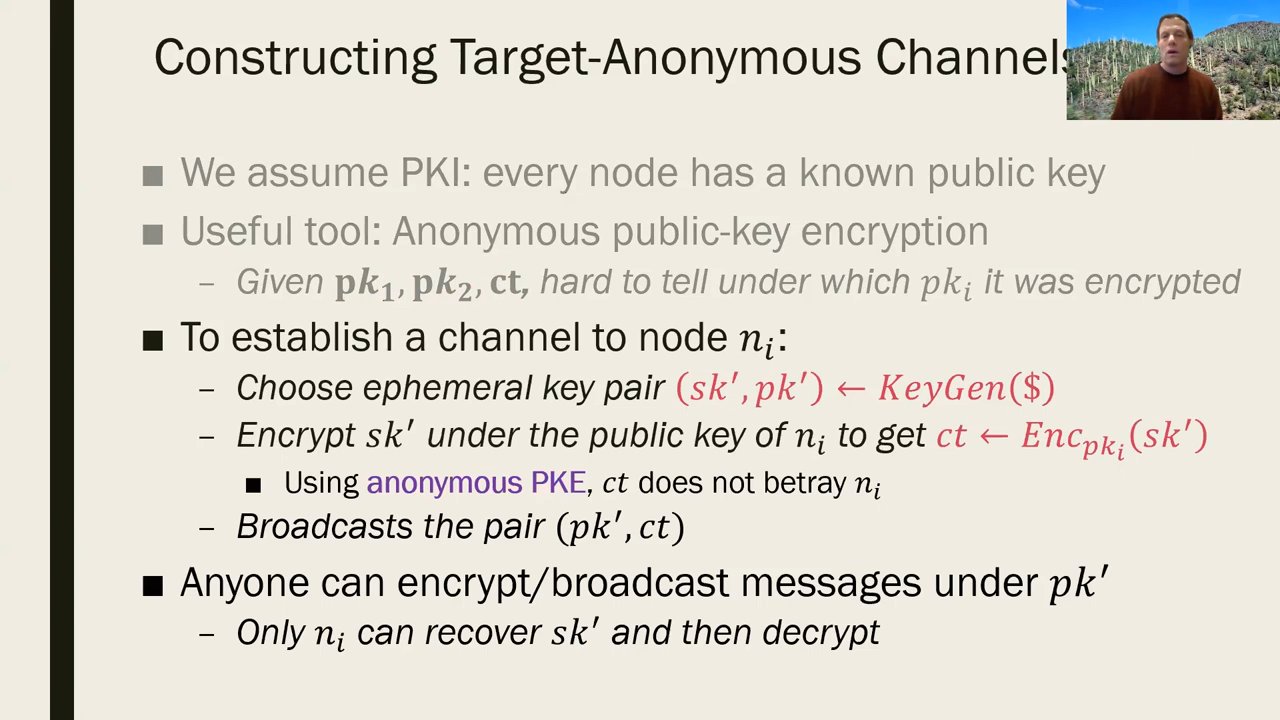 Constructing Target-Anonymous Channels
■ We assume PKI: every node has a known public key
■ Useful tool: Anonymous public-key encryption
– Given pk₁, pk₂, ct, hard to tell under which pkᵢ it was encrypted
■ To establish a channel to node nᵢ:
– Choose ephemeral key pair (sk′, pk′) ← KeyGen($)
– Encrypt sk′ under the public key of nᵢ to get ct ← Enc_{pkᵢ}(sk′)
■ Using anonymous PKE, ct does not betray nᵢ
– Broadcasts the pair (pk′, ct)
■ Anyone can encrypt/broadcast messages under pk′
– Only nᵢ can recover sk′ and then decrypt